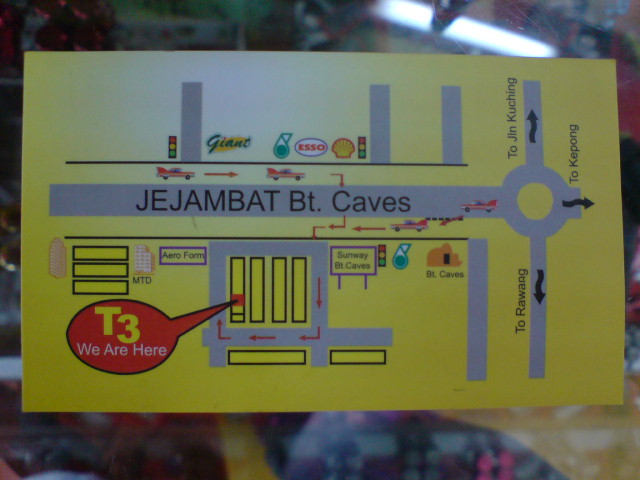 To Jln Kuching
To Kepong
Giant
ESSO
JEJAMBAT Bt. Caves
MTD
Aero Form
Sunway
Bt.Caves
Bt. Caves
To Rawang
T3
We Are Here